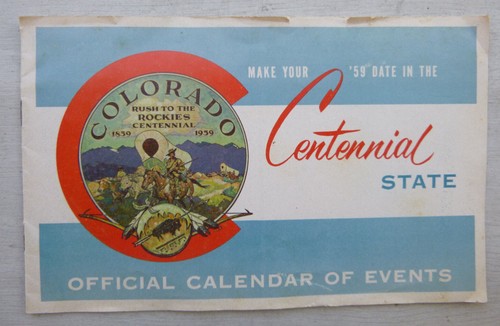 MAKE YOUR '59 DATE IN THE
Centennial
STATE
COLORADO
RUSH TO THE
ROCKIES
CENTENNIAL
1859 1959
OFFICIAL CALENDAR OF EVENTS